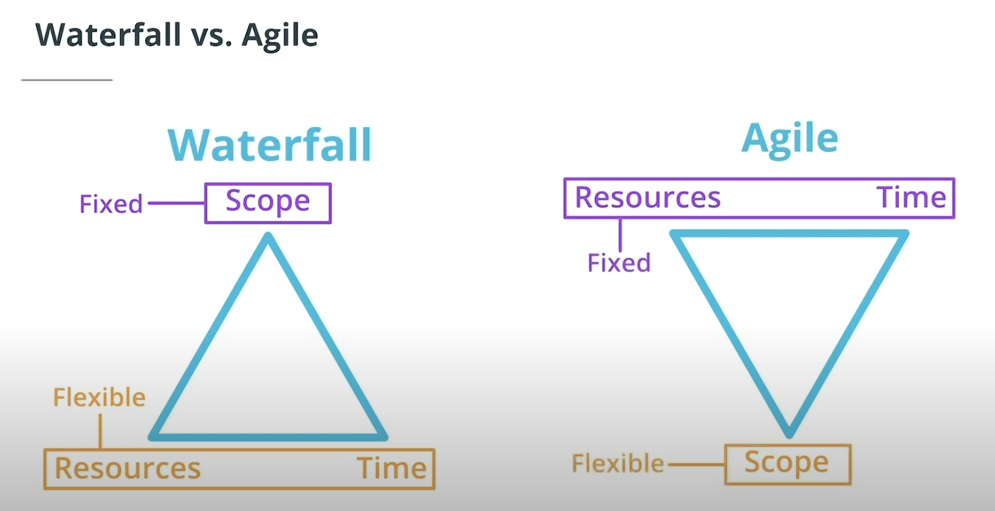 Waterfall vs. Agile
Waterfall
Fixed
Scope
Flexible
Resources Time
Agile
Resources Time
Fixed
Flexible
Scope